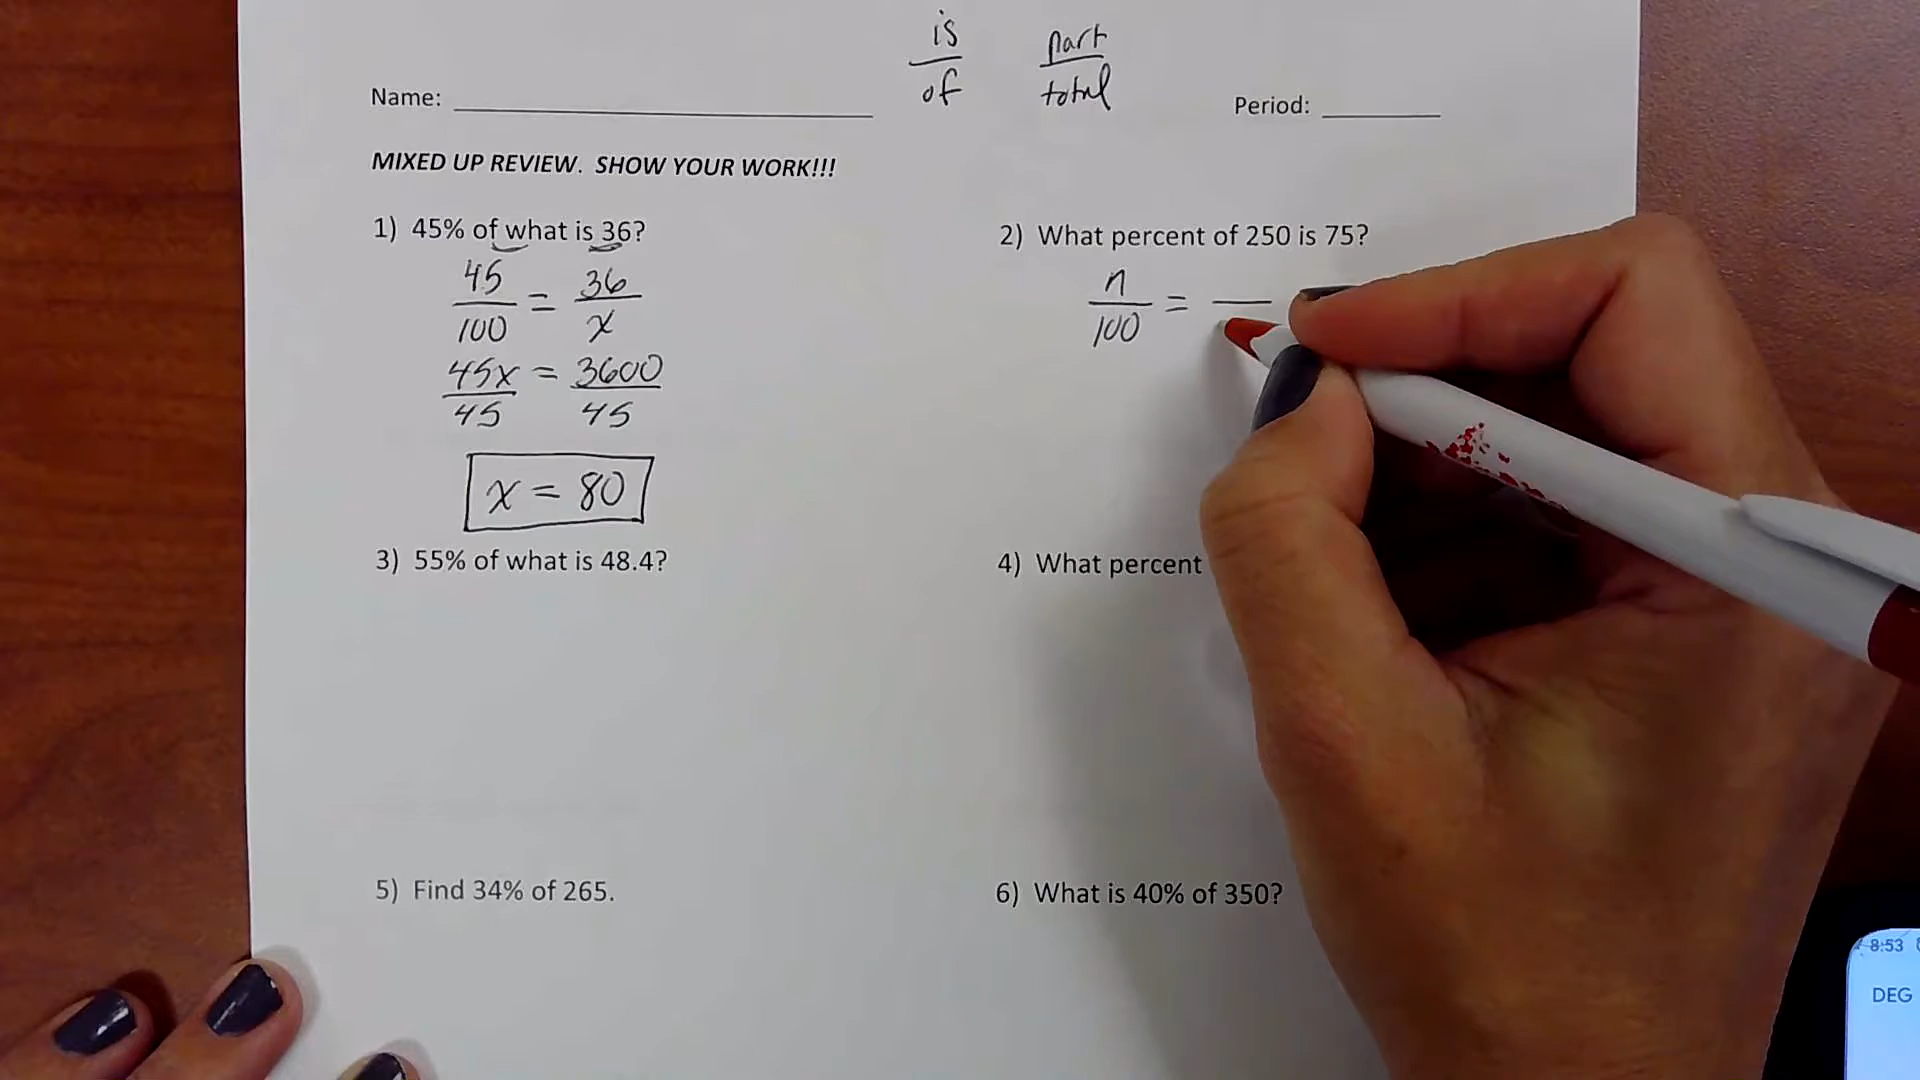 is part
of total
Name: Period:
MIXED UP REVIEW. SHOW YOUR WORK!!!
1) 45% of what is 36?
45/100 = 36/x
45x/45 = 3600/45
x = 80
2) What percent of 250 is 75?
n/100 =
3) 55% of what is 48.4?
4) What percent
5) Find 34% of 265.
6) What is 40% of 350?
8:53
DEG